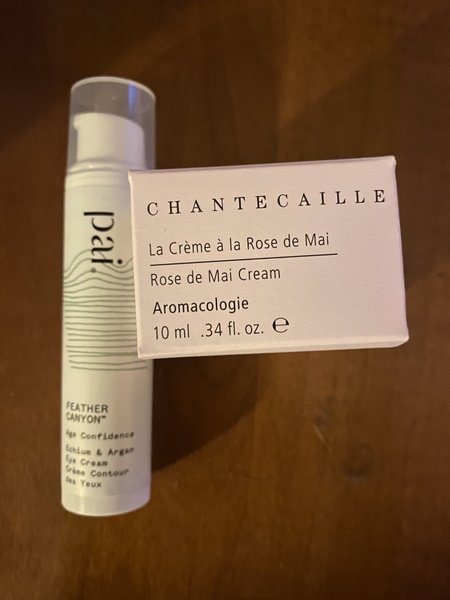 pai.
FEATHER
CANYON™
Age Confidence
Echium & Argan
Eye Cream
Crème Contour
des Yeux
CHANTECAILLE
La Crème à la Rose de Mai
Rose de Mai Cream
Aromacologie
10 ml .34 fl. oz. ℮